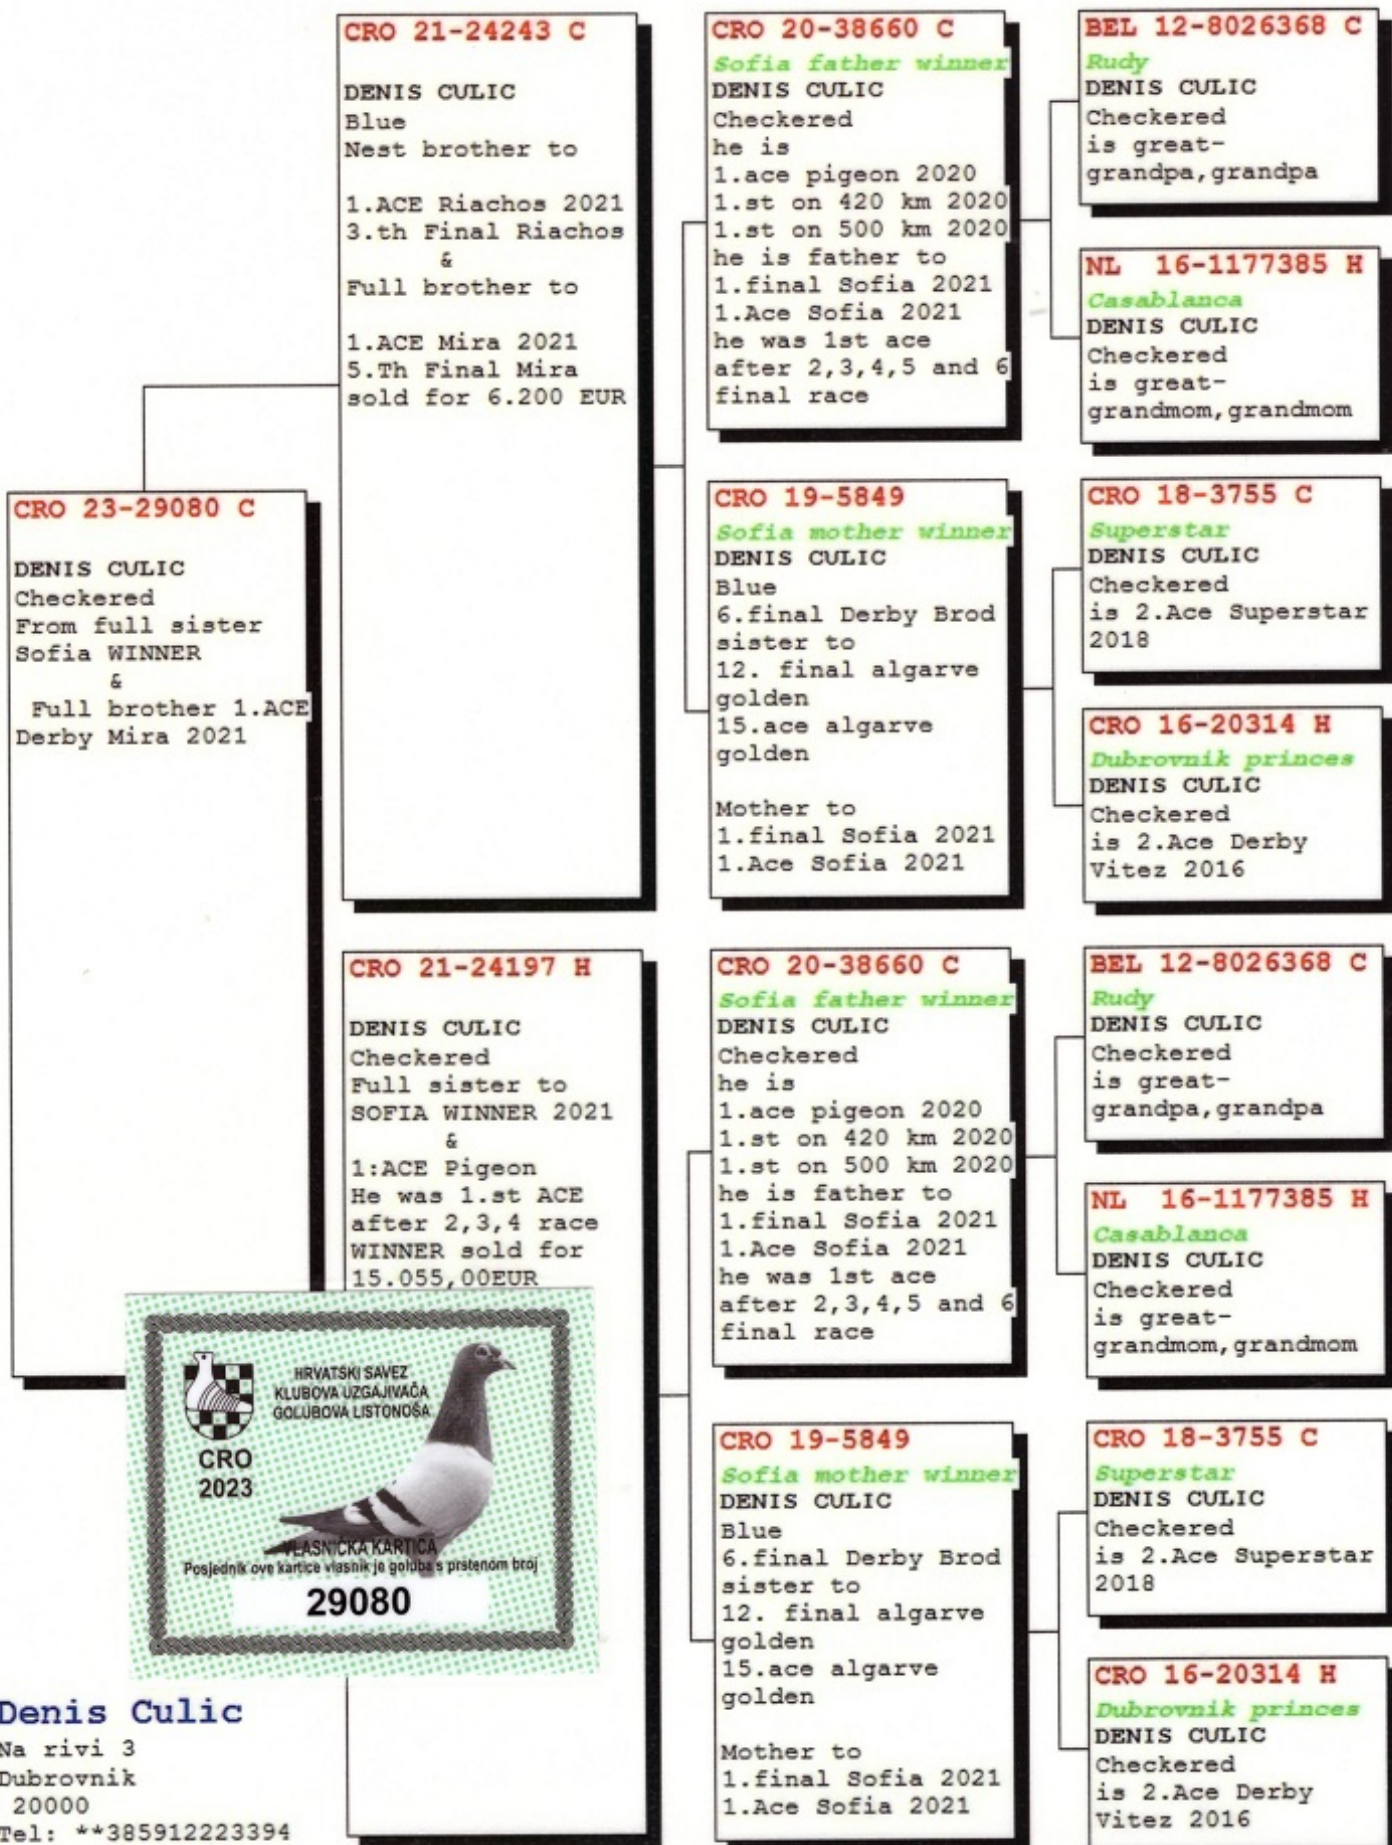 CRO 23-29080 C
DENIS CULIC
Checkered
From full sister
Sofia WINNER
&
Full brother 1.ACE
Derby Mira 2021
CRO 21-24243 C
DENIS CULIC
Blue
Nest brother to
1.ACE Riachos 2021
3.th Final Riachos
&
Full brother to
1.ACE Mira 2021
5.Th Final Mira
sold for 6.200 EUR
CRO 21-24197 H
DENIS CULIC
Checkered
Full sister to
SOFIA WINNER 2021
&
1:ACE Pigeon
He was 1.st ACE
after 2,3,4 race
WINNER sold for
15.055,00EUR
CRO 20-38660 C
Sofia father winner
DENIS CULIC
Checkered
he is
1.ace pigeon 2020
1.st on 420 km 2020
1.st on 500 km 2020
he is father to
1.final Sofia 2021
1.Ace Sofia 2021
he was 1st ace
after 2,3,4,5 and 6
final race
CRO 19-5849
Sofia mother winner
DENIS CULIC
Blue
6.final Derby Brod
sister to
12. final algarve
golden
15.ace algarve
golden
Mother to
1.final Sofia 2021
1.Ace Sofia 2021
CRO 20-38660 C
Sofia father winner
DENIS CULIC
Checkered
he is
1.ace pigeon 2020
1.st on 420 km 2020
1.st on 500 km 2020
he is father to
1.final Sofia 2021
1.Ace Sofia 2021
he was 1st ace
after 2,3,4,5 and 6
final race
CRO 19-5849
Sofia mother winner
DENIS CULIC
Blue
6.final Derby Brod
sister to
12. final algarve
golden
15.ace algarve
golden
Mother to
1.final Sofia 2021
1.Ace Sofia 2021
BEL 12-8026368 C
Rudy
DENIS CULIC
Checkered
is great-
grandpa,grandpa
NL 16-1177385 H
Casablanca
DENIS CULIC
Checkered
is great-
grandmom,grandmom
CRO 18-3755 C
Superstar
DENIS CULIC
Checkered
is 2.Ace Superstar
2018
CRO 16-20314 H
Dubrovnik princes
DENIS CULIC
Checkered
is 2.Ace Derby
Vitez 2016
BEL 12-8026368 C
Rudy
DENIS CULIC
Checkered
is great-
grandpa,grandpa
NL 16-1177385 H
Casablanca
DENIS CULIC
Checkered
is great-
grandmom,grandmom
CRO 18-3755 C
Superstar
DENIS CULIC
Checkered
is 2.Ace Superstar
2018
CRO 16-20314 H
Dubrovnik princes
DENIS CULIC
Checkered
is 2.Ace Derby
Vitez 2016
HRVATSKI SAVEZ
KLUBOVA UZGAJIVAČA
GOLUBOVA LISTONOŠA
CRO
2023
VLASNIČKA KARTICA
Posjednik ove kartice vlasnik je goluba s prstenom broj
29080
Denis Culic
Na rivi 3
Dubrovnik
20000
Tel: **385912223394